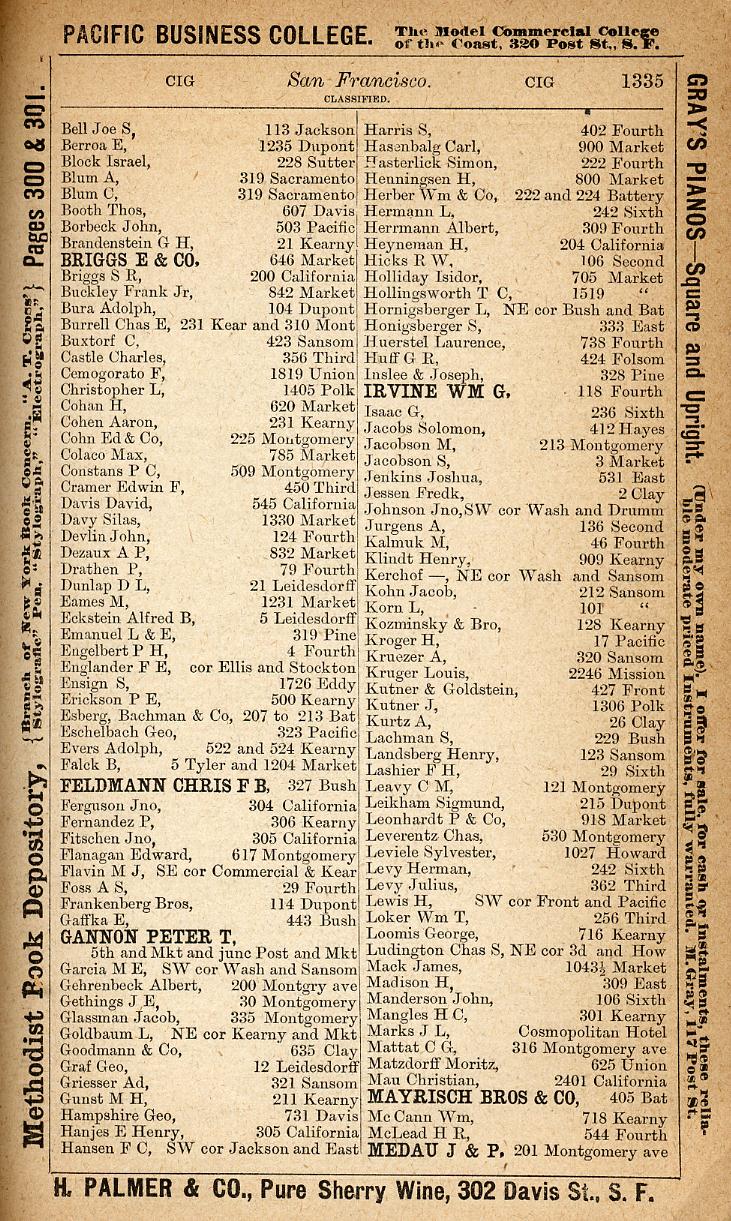 PACIFIC BUSINESS COLLEGE. The Model Commercial College
of the Coast, 320 Post St., S. F.
CIG San Francisco. CIG 1335
CLASSIFIED.
Bell Joe S, 113 Jackson
Berroa E, 1235 Dupont
Block Israel, 228 Sutter
Blum A, 319 Sacramento
Blum C, 319 Sacramento
Booth Thos, 607 Davis
Borbeck John, 503 Pacific
Brandenstein G H, 21 Kearny
BRIGGS E & CO. 646 Market
Briggs S R, 200 California
Buckley Frank Jr, 842 Market
Bura Adolph, 104 Dupont
Burrell Chas E, 231 Kear and 310 Mont
Buxtorf C, 423 Sansom
Castle Charles, 356 Third
Cemogorato F, 1819 Union
Christopher L, 1405 Polk
Cohan H, 620 Market
Cohen Aaron, 231 Kearny
Cohn Ed & Co, 225 Montgomery
Colaco Max, 785 Market
Constans P C, 509 Montgomery
Cramer Edwin F, 450 Third
Davis David, 545 California
Davy Silas, 1330 Market
Devlin John, 124 Fourth
Dezaux A P, 832 Market
Drathen P, 79 Fourth
Dunlap D L, 21 Leidesdorff
Eames M, 1231 Market
Eckstein Alfred B, 5 Leidesdorff
Emanuel L & E, 319 Pine
Engelbert P H, 4 Fourth
Englander F E, cor Ellis and Stockton
Ensign S, 1726 Eddy
Erickson P E, 500 Kearny
Esberg, Bachman & Co, 207 to 213 Bat
Eschelbach Geo, 323 Pacific
Evers Adolph, 522 and 524 Kearny
Falck B, 5 Tyler and 1204 Market
FELDMANN CHRIS F B, 327 Bush
Ferguson Jno, 304 California
Fernandez P, 306 Kearny
Fitschen Jno, 305 California
Flanagan Edward, 617 Montgomery
Flavin M J, SE cor Commercial & Kear
Foss A S, 29 Fourth
Frankenberg Bros, 114 Dupont
Gaffka E, 443 Bush
GANNON PETER T,
5th and Mkt and junc Post and Mkt
Garcia M E, SW cor Wash and Sansom
Gehrenbeck Albert, 200 Montgry ave
Gethings J E, 30 Montgomery
Glassman Jacob, 335 Montgomery
Goldbaum L, NE cor Kearny and Mkt
Goodmann & Co, 635 Clay
Graf Geo, 12 Leidesdorff
Griesser Ad, 321 Sansom
Gunst M H, 211 Kearny
Hampshire Geo, 731 Davis
Hanjes E Henry, 305 California
Hansen F C, SW cor Jackson and East
Harris S, 402 Fourth
Hasenbalg Carl, 900 Market
Hasterlick Simon, 222 Fourth
Henningsen H, 800 Market
Herber Wm & Co, 222 and 224 Battery
Hermann L, 242 Sixth
Herrmann Albert, 309 Fourth
Heyneman H, 204 California
Hicks R W, 106 Second
Holliday Isidor, 705 Market
Hollingsworth T C, 1519 “
Hornigsberger L, NE cor Bush and Bat
Honigsberger S, 333 East
Huerstel Laurence, 738 Fourth
Huff G R, 424 Folsom
Inslee & Joseph, 328 Pine
IRVINE WM G. 118 Fourth
Isaac G, 236 Sixth
Jacobs Solomon, 412 Hayes
Jacobson M, 213 Montgomery
Jacobson S, 3 Market
Jenkins Joshua, 531 East
Jessen Fredk, 2 Clay
Johnson Jno, SW cor Wash and Drumm
Jurgens A, 136 Second
Kalmuk M, 46 Fourth
Klindt Henry, 909 Kearny
Kerchof —, NE cor Wash and Sansom
Kohn Jacob, 212 Sansom
Korn L, 101 “
Kozminsky & Bro, 128 Kearny
Kroger H, 17 Pacific
Kruezer A, 320 Sansom
Kruger Louis, 2246 Mission
Kutner & Goldstein, 427 Front
Kutner J, 1306 Polk
Kurtz A, 26 Clay
Lachman S, 229 Bush
Landsberg Henry, 123 Sansom
Lashier F H, 29 Sixth
Leavy C M, 121 Montgomery
Leikham Sigmund, 215 Dupont
Leonhardt P & Co, 918 Market
Leverentz Chas, 530 Montgomery
Leviele Sylvester, 1027 Howard
Levy Herman, 242 Sixth
Levy Julius, 362 Third
Lewis H, SW cor Front and Pacific
Loker Wm T, 256 Third
Loomis George, 716 Kearny
Ludington Chas S, NE cor 3d and How
Mack James, 1043½ Market
Madison H, 309 East
Manderson John, 106 Sixth
Mangles H C, 301 Kearny
Marks J L, Cosmopolitan Hotel
Mattat C G, 316 Montgomery ave
Matzdorff Moritz, 625 Union
Mau Christian, 2401 California
MAYRISCH BROS & CO, 405 Bat
Mc Cann Wm, 718 Kearny
McLead H R, 544 Fourth
MEDAU J & P. 201 Montgomery ave
Methodist Book Depository, { Branch of New York Book Concern. "A. T. Cross'
Stylografic" Pen. "Stylograph," "Electrograph," } Pages 300 & 301.
GRAY'S PIANOS—Square and Upright. (Under my own name). I offer for sale, for cash or instalments, these relia-
ble moderate priced Instruments, fully warranted. M. Gray, 117 Post St.
H. PALMER & CO., Pure Sherry Wine, 302 Davis St., S. F.